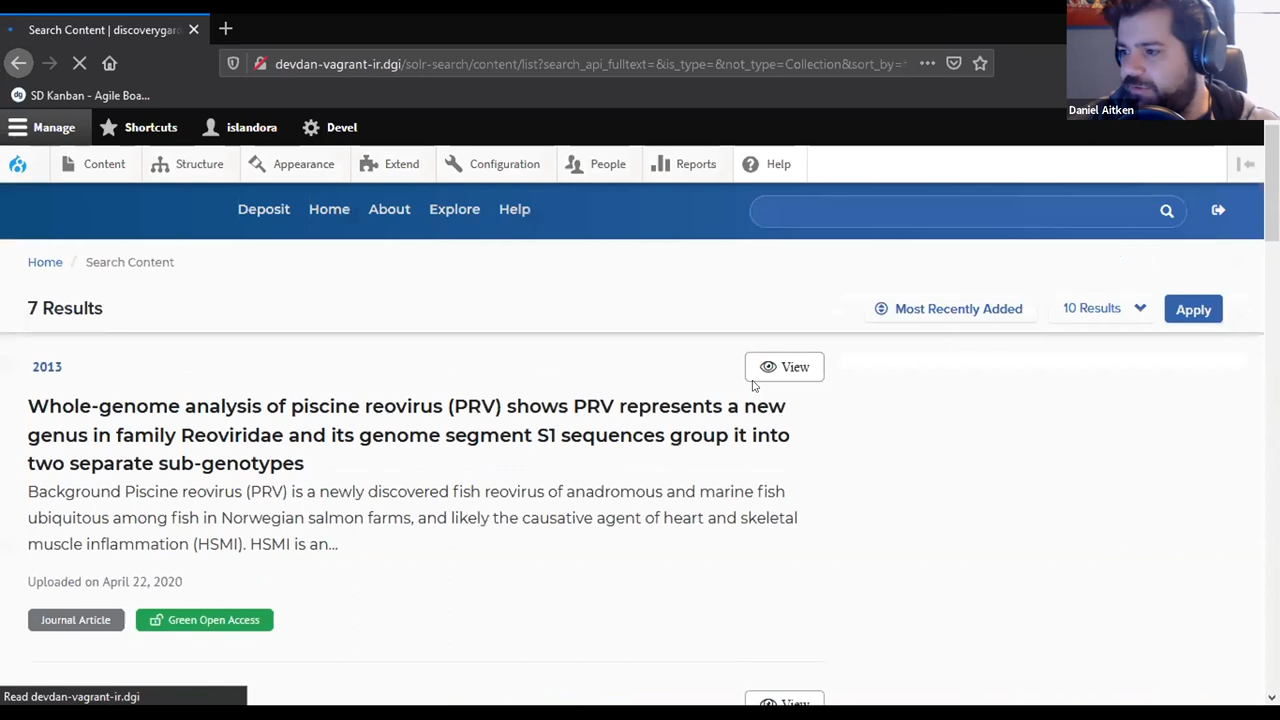 Search Content | discoverygar
devdan-vagrant-ir.dgi/solr-search/content/list?search_api_fulltext=&is_type=&not_type=Collection&sort_by=
dg SD Kanban - Agile Boa...
Daniel Aitken
Manage Shortcuts islandora Devel
Content Structure Appearance Extend Configuration People Reports Help
Deposit Home About Explore Help
Home / Search Content
7 Results Most Recently Added 10 Results Apply
2013 View
Whole-genome analysis of piscine reovirus (PRV) shows PRV represents a new
genus in family Reoviridae and its genome segment S1 sequences group it into
two separate sub-genotypes
Background Piscine reovirus (PRV) is a newly discovered fish reovirus of anadromous and marine fish
ubiquitous among fish in Norwegian salmon farms, and likely the causative agent of heart and skeletal
muscle inflammation (HSMI). HSMI is an...
Uploaded on April 22, 2020
Journal Article Green Open Access
View
Read devdan-vagrant-ir.dgi